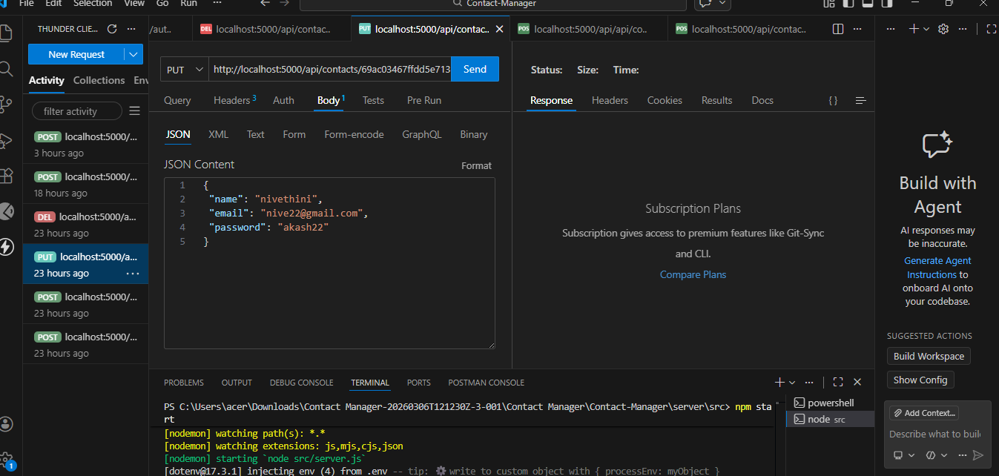 File Edit Selection View Go Run ··· Contact-Manager
THUNDER CLIE... ··· /aut.. DEL localhost:5000/api/contac.. PUT localhost:5000/api/contac.. POS localhost:5000/api/api/co.. POS localhost:5000/api/contac..
New Request
Activity Collections Env
filter activity
POST localhost:5000/...
3 hours ago
POST localhost:5000/...
18 hours ago
DEL localhost:5000/a...
23 hours ago
PUT localhost:5000/a...
23 hours ago ···
POST localhost:5000/...
23 hours ago
POST localhost:5000/...
23 hours ago
1
PUT http://localhost:5000/api/contacts/69ac03467ffdd5e713 Send
Query Headers 3 Auth Body 1 Tests Pre Run
JSON XML Text Form Form-encode GraphQL Binary
JSON Content Format
1 {
2 "name": "nivethini",
3 "email": "nive22@gmail.com",
4 "password": "akash22"
5 }
Status: Size: Time:
Response Headers Cookies Results Docs { }
Subscription Plans
Subscription gives access to premium features like Git-Sync
and CLI.
Compare Plans
PROBLEMS OUTPUT DEBUG CONSOLE TERMINAL PORTS POSTMAN CONSOLE
PS C:\Users\acer\Downloads\Contact Manager-20260306T121230Z-3-001\Contact Manager\Contact-Manager\server\src> npm sta
rt
[nodemon] watching path(s): *.*
[nodemon] watching extensions: js,mjs,cjs,json
[nodemon] starting `node src/server.js`
[dotenv@17.3.1] injecting env (4) from .env -- tip: ⚙️ write to custom object with { processEnv: myObject }
powershell
node src
Build with
Agent
AI responses may
be inaccurate.
Generate Agent
Instructions to
onboard AI onto
your codebase.
SUGGESTED ACTIONS
Build Workspace
Show Config
Add Context...
Describe what to build